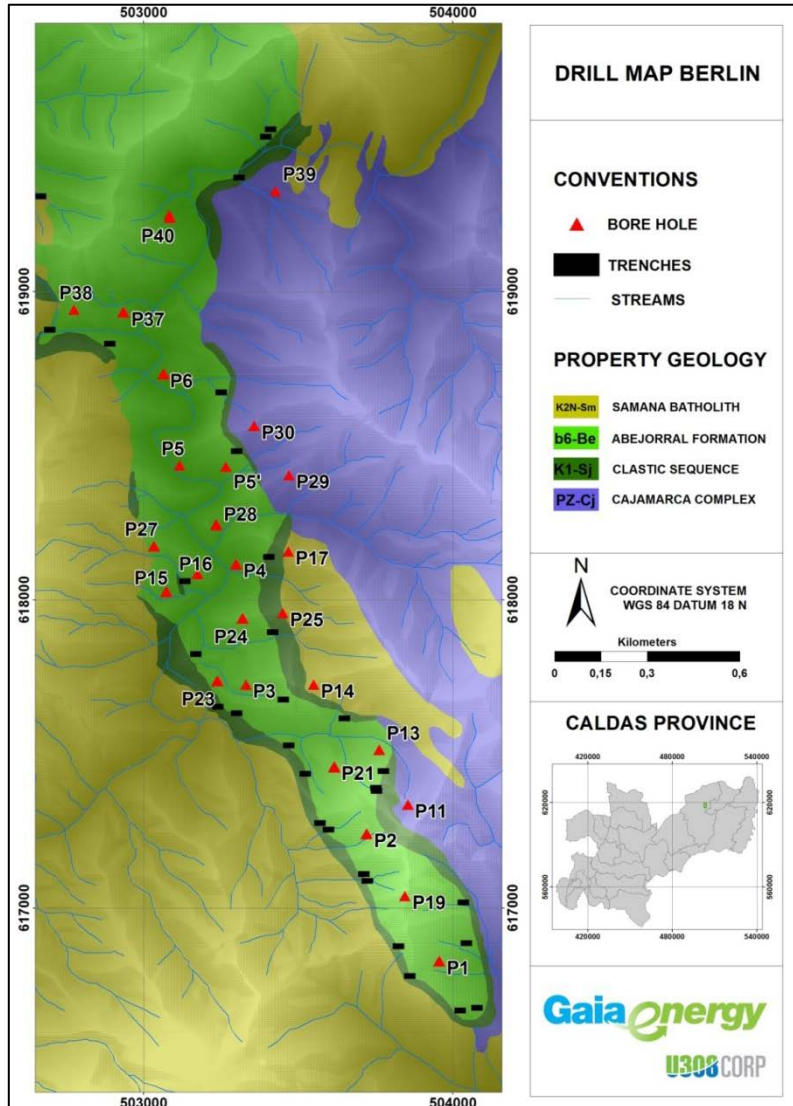 503000
504000
P39
P40
P38
P37
619000
619000
P6
P30
P5
P5'
P29
P28
P27
P16
P17
P15
P4
618000
618000
P24
P25
P23
P3
P14
P13
P21
P11
P2
P19
617000
617000
P1
503000
504000
DRILL MAP BERLIN
CONVENTIONS
BORE HOLE
TRENCHES
STREAMS
PROPERTY GEOLOGY
K2N-Sm SAMANA BATHOLITH
b6-Be ABEJORRAL FORMATION
K1-Sj CLASTIC SEQUENCE
PZ-Cj CAJAMARCA COMPLEX
N
COORDINATE SYSTEM
WGS 84 DATUM 18 N
Kilometers
0 0,15 0,3 0,6
CALDAS PROVINCE
420000 480000 540000
620000
620000
560000
560000
420000 480000 540000
Gaia energy
U308 CORP